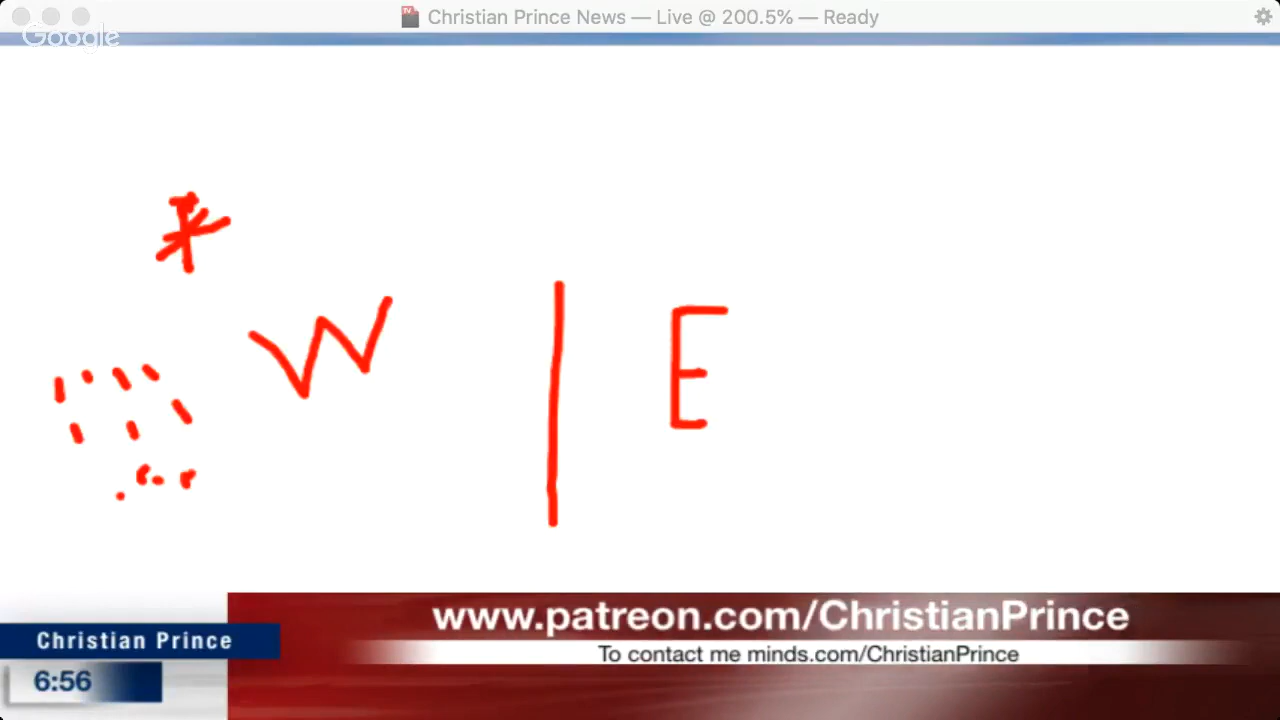 Christian Prince News — Live @ 200.5% — Ready
Google
W | E
www.patreon.com/ChristianPrince
To contact me minds.com/ChristianPrince
Christian Prince
6:56